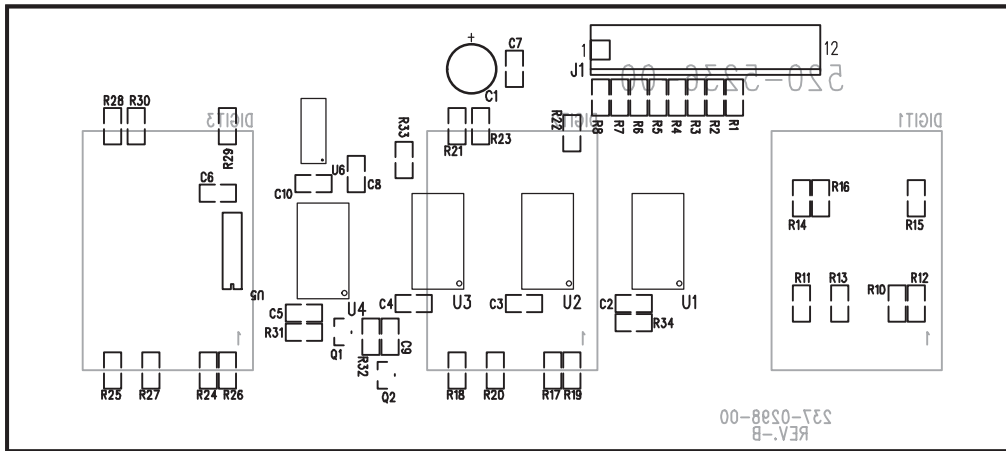 +
C7
1
12
J1
520-5236-00
C1
R28 R30
DIGIT3
R29
R33
R21 R23
R22
R8 R7 R6 R5 R4 R3 R2 R1
DIGIT1
U6
C6
C10
C8
R16
R14
R15
U5
C5
R31
U4
C4
U3
C3
U2
C2
U1
R34
R11 R13 R10 R12
Q1
R32
C9
Q2
1
1
1
R25 R27 R24 R26
R18 R20 R17 R19
237-0298-00
REV.-B